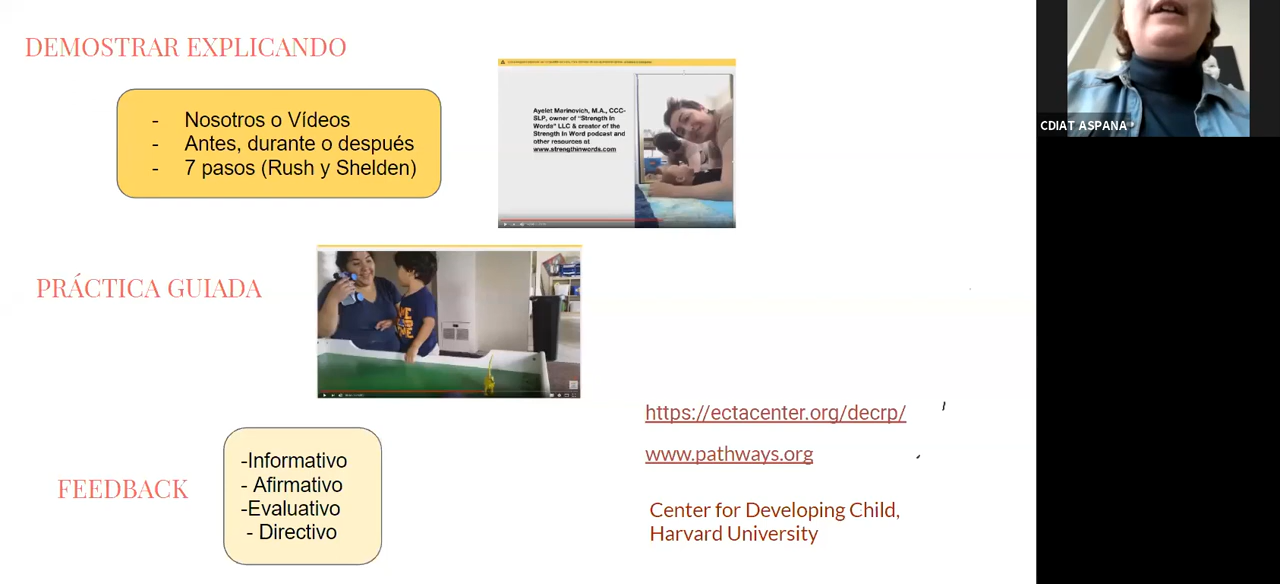 DEMOSTRAR EXPLICANDO
- Nosotros o Vídeos
- Antes, durante o después
- 7 pasos (Rush y Shelden)
Ayelet Marinovich, M.A., CCC-
SLP, owner of "Strength In
Words" LLC & creator of the
Strength In Word podcast and
other resources at
www.strengthinwords.com
CDIAT ASPANA
PRÁCTICA GUIADA
FEEDBACK
-Informativo
- Afirmativo
-Evaluativo
- Directivo
https://ectacenter.org/decrp/
www.pathways.org
Center for Developing Child,
Harvard University